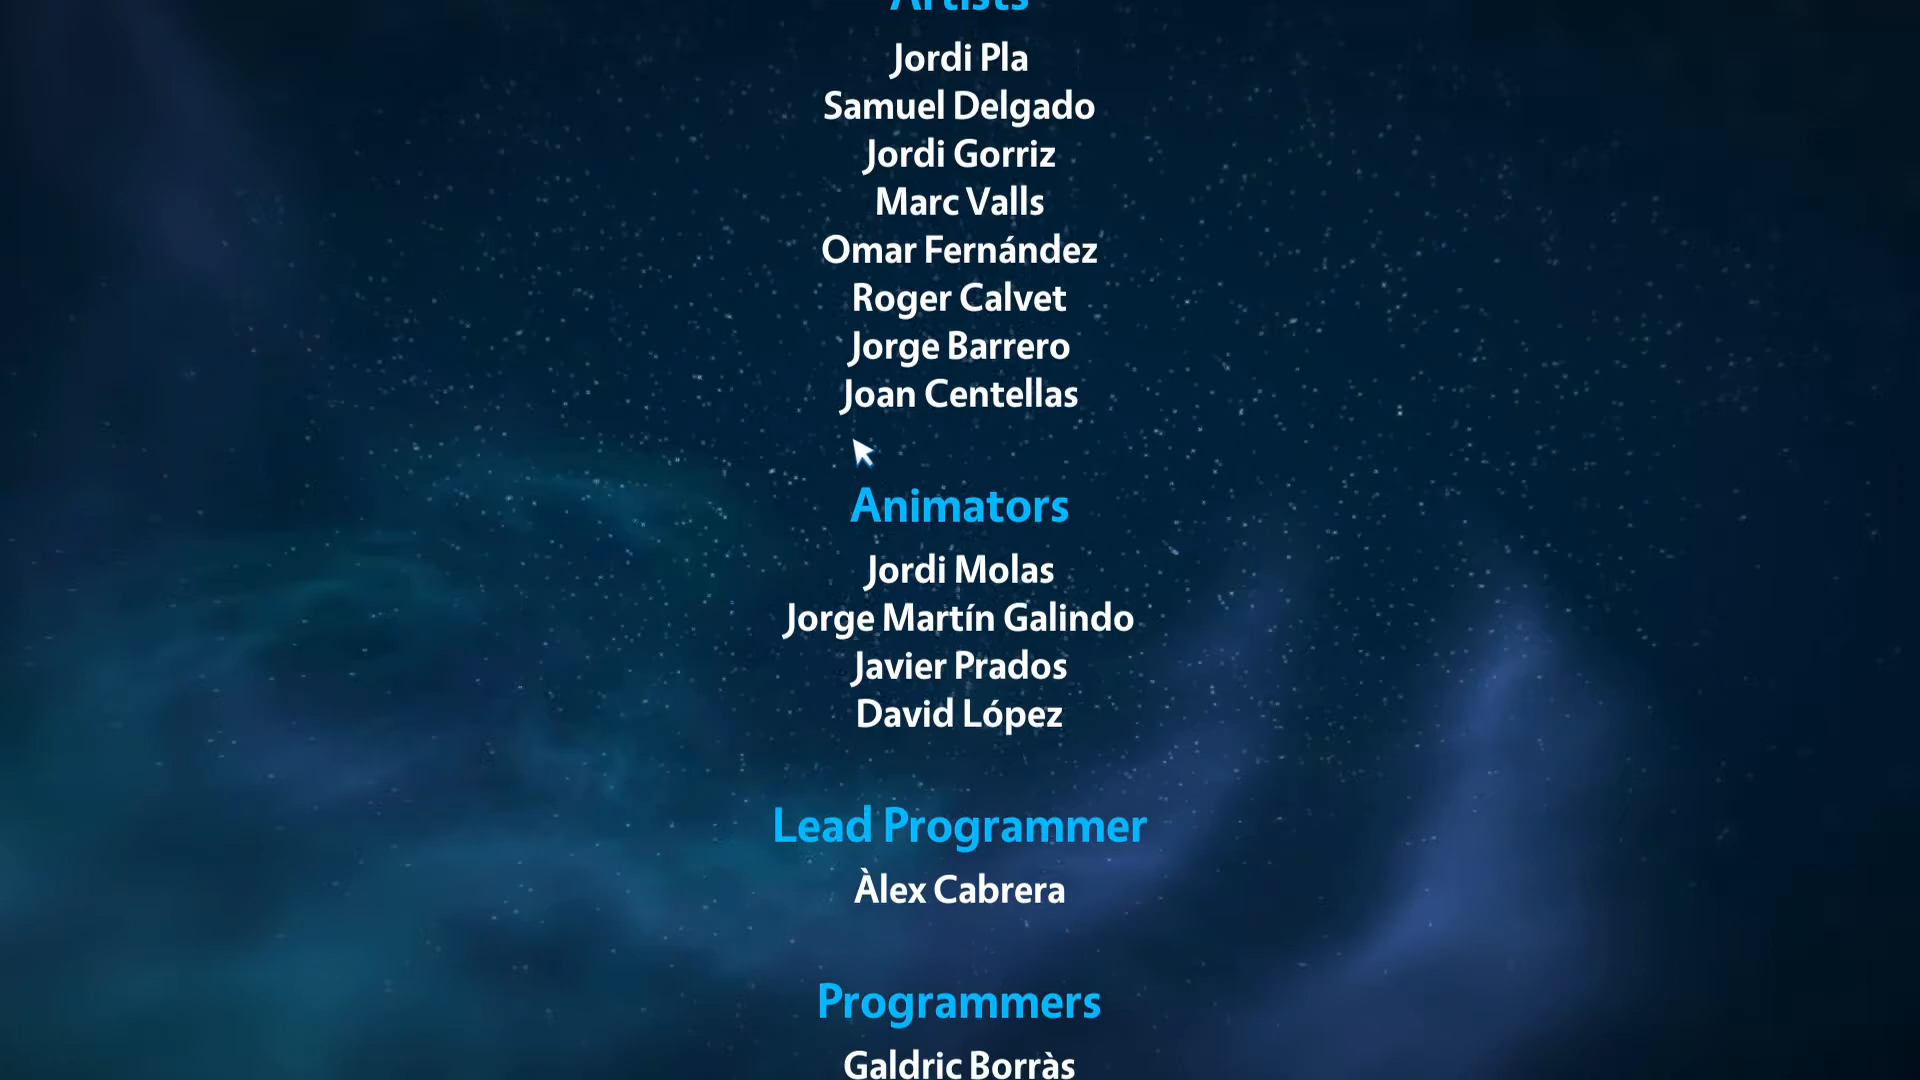 Artists
Jordi Pla
Samuel Delgado
Jordi Gorriz
Marc Valls
Omar Fernández
Roger Calvet
Jorge Barrero
Joan Centellas
Animators
Jordi Molas
Jorge Martín Galindo
Javier Prados
David López
Lead Programmer
Àlex Cabrera
Programmers
Galdric Borràs